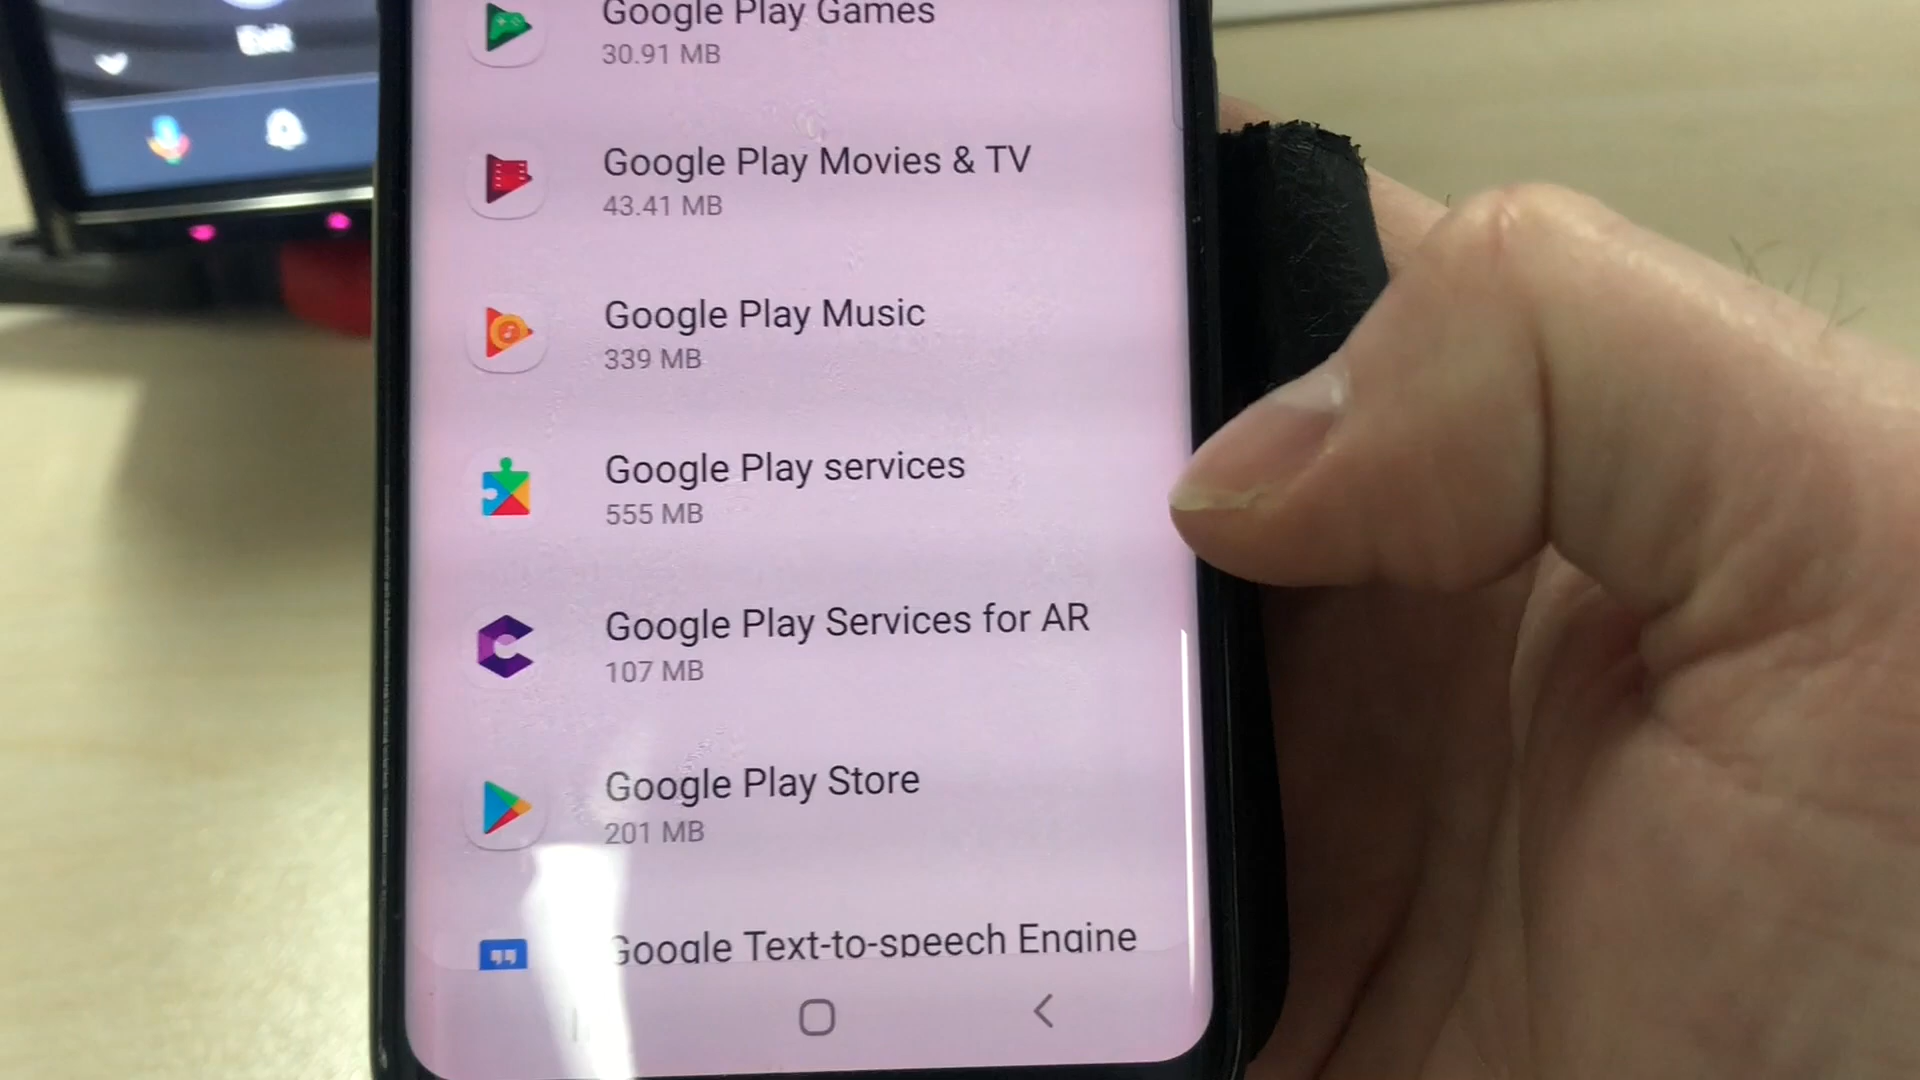 Google Play Games
30.91 MB
Google Play Movies & TV
43.41 MB
Google Play Music
339 MB
Google Play services
555 MB
Google Play Services for AR
107 MB
Google Play Store
201 MB
Google Text-to-speech Engine